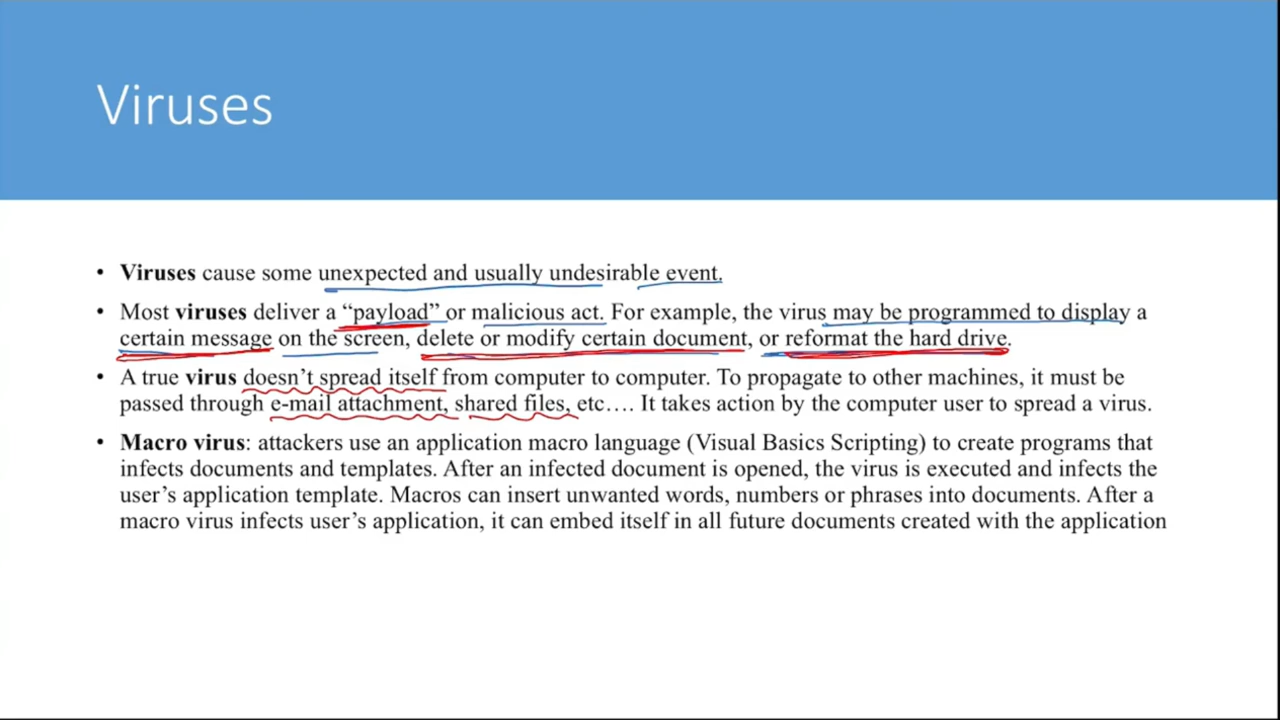 Viruses
• Viruses cause some unexpected and usually undesirable event.
• Most viruses deliver a “payload” or malicious act. For example, the virus may be programmed to display a
certain message on the screen, delete or modify certain document, or reformat the hard drive.
• A true virus doesn’t spread itself from computer to computer. To propagate to other machines, it must be
passed through e-mail attachment, shared files, etc…. It takes action by the computer user to spread a virus.
• Macro virus: attackers use an application macro language (Visual Basics Scripting) to create programs that
infects documents and templates. After an infected document is opened, the virus is executed and infects the
user’s application template. Macros can insert unwanted words, numbers or phrases into documents. After a
macro virus infects user’s application, it can embed itself in all future documents created with the application